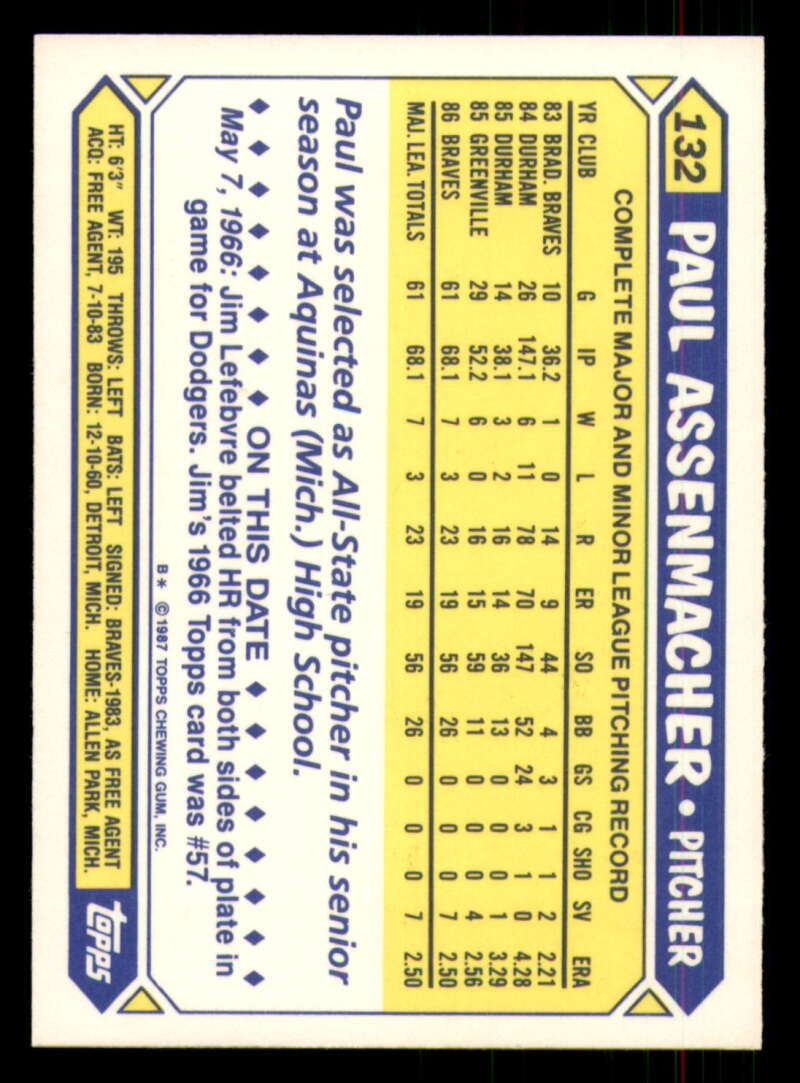 132 PAUL ASSENMACHER • PITCHER
COMPLETE MAJOR AND MINOR LEAGUE PITCHING RECORD
YR CLUB G IP W L R ER SO BB GS CG SHO SV ERA
83 BRAD. BRAVES 10 36.2 1 0 14 9 44 4 3 1 1 2 2.21
84 DURHAM 26 147.1 6 11 78 70 147 52 24 3 1 0 4.28
85 DURHAM 14 38.1 3 2 16 14 36 13 0 0 0 1 3.29
85 GREENVILLE 29 52.2 6 0 16 15 59 11 0 0 0 4 2.56
86 BRAVES 61 68.1 7 3 23 19 56 26 0 0 0 7 2.50
MAJ. LEA. TOTALS 61 68.1 7 3 23 19 56 26 0 0 0 7 2.50
Paul was selected as All-State pitcher in his senior
season at Aquinas (Mich.) High School.
◆ ◆ ◆ ◆ ◆ ◆ ◆ ON THIS DATE ◆ ◆ ◆ ◆ ◆ ◆ ◆
May 7, 1966: Jim Lefebvre belted HR from both sides of plate in
game for Dodgers. Jim's 1966 Topps card was #57.
B* ©1987 TOPPS CHEWING GUM, INC.
HT: 6'3" WT: 195 THROWS: LEFT BATS: LEFT SIGNED: BRAVES-1983, AS FREE AGENT
ACQ: FREE AGENT, 7-10-83 BORN: 12-10-60, DETROIT, MICH. HOME: ALLEN PARK, MICH.
topps